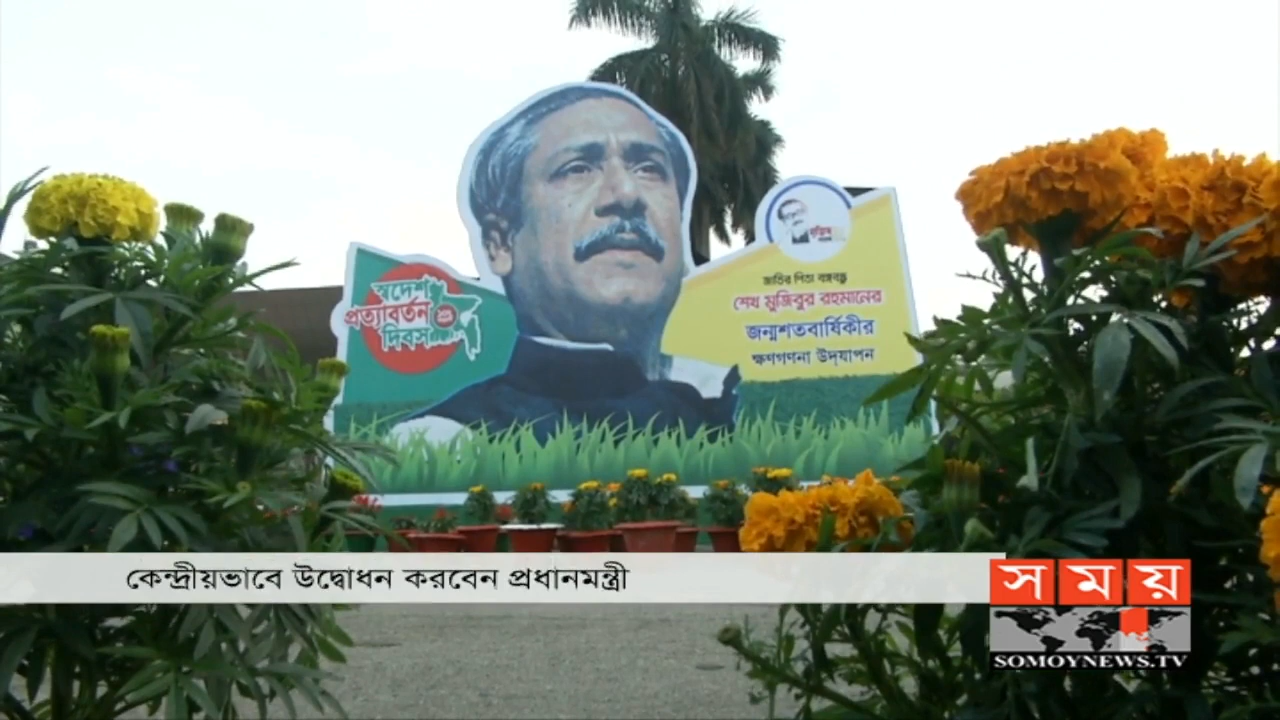 স্বদেশ
প্রত্যাবর্তন
দিবস
জাতির পিতা বঙ্গবন্ধু
শেখ মুজিবুর রহমানের
জন্মশতবার্ষিকীর
ক্ষণগণনা উদ্‌যাপন
কেন্দ্রীয়ভাবে উদ্বোধন করবেন প্রধানমন্ত্রী
সময়
SOMOYNEWS.TV